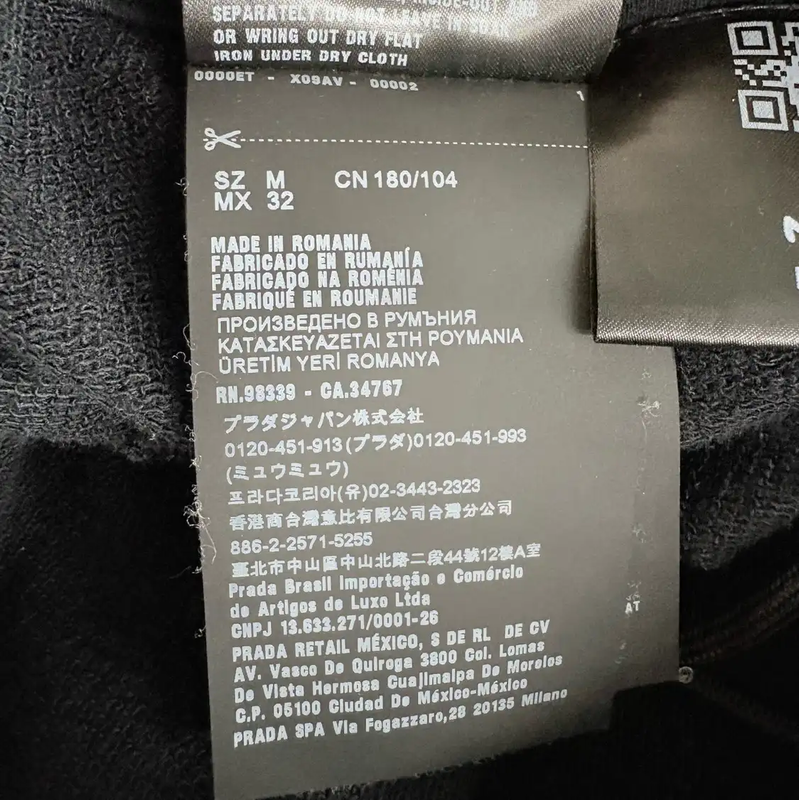 SEPARATELY DO NOT LEAVE IN SOAK
OR WRING OUT DRY FLAT
IRON UNDER DRY CLOTH
0000ET - X09AV - 00002
SZ M CN 180/104
MX 32
MADE IN ROMANIA
FABRICADO EN RUMANÍA
FABRICADO NA ROMÉNIA
FABRIQUÉ EN ROUMANIE
ПРОИЗВЕДЕНО В РУМЪНИЯ
ΚΑΤΑΣΚΕΥΑΖΕΤΑΙ ΣΤΗ ΡΟΥΜΑΝΙΑ
ÜRETİM YERİ ROMANYA
RN.98339 - CA.34767
プラダジャパン株式会社
0120-451-913(プラダ)0120-451-993
(ミュウミュウ)
프라다코리아(유)02-3443-2323
香港商台灣意比有限公司台灣分公司
886-2-2571-5255
臺北市中山區中山北路二段44號12樓A室
Prada Brasil Importação e Comércio
de Artigos de Luxo Ltda
CNPJ 13.633.271/0001-26
AT
PRADA RETAIL MÉXICO, S DE RL DE CV
AV. Vasco De Quiroga 3800 Col. Lomas
De Vista Hermosa Cuajimalpa De Morelos
C.P. 05100 Ciudad De México-México
PRADA SPA Via Fogazzaro,28 20135 Milano